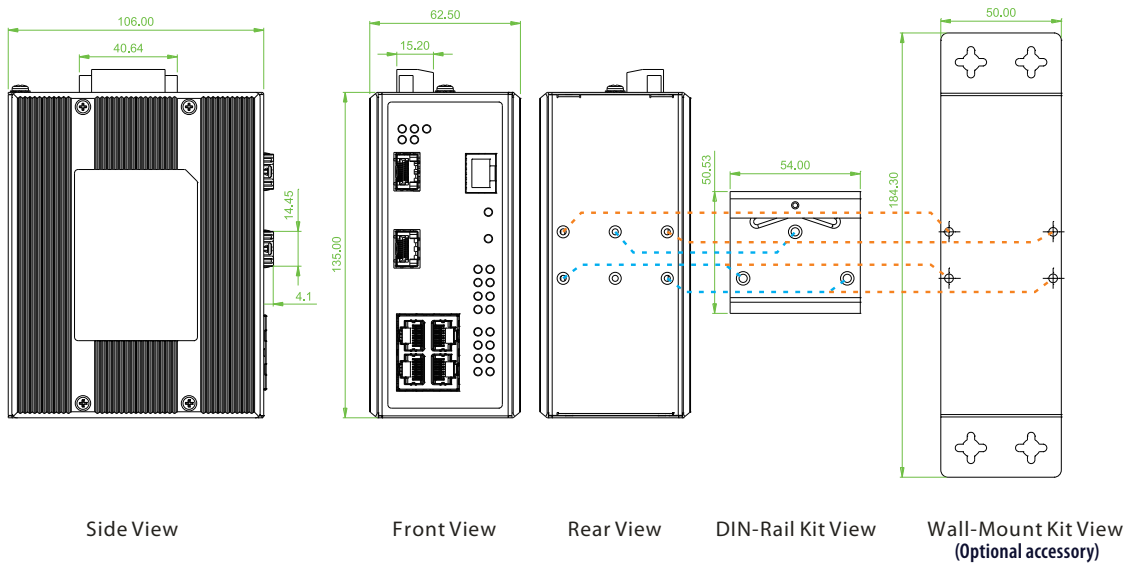 106.00
40.64
14.45
4.1
62.50
15.20
135.00
54.00
50.53
50.00
184.30
Side View
Front View
Rear View
DIN-Rail Kit View
Wall-Mount Kit View
(Optional accessory)